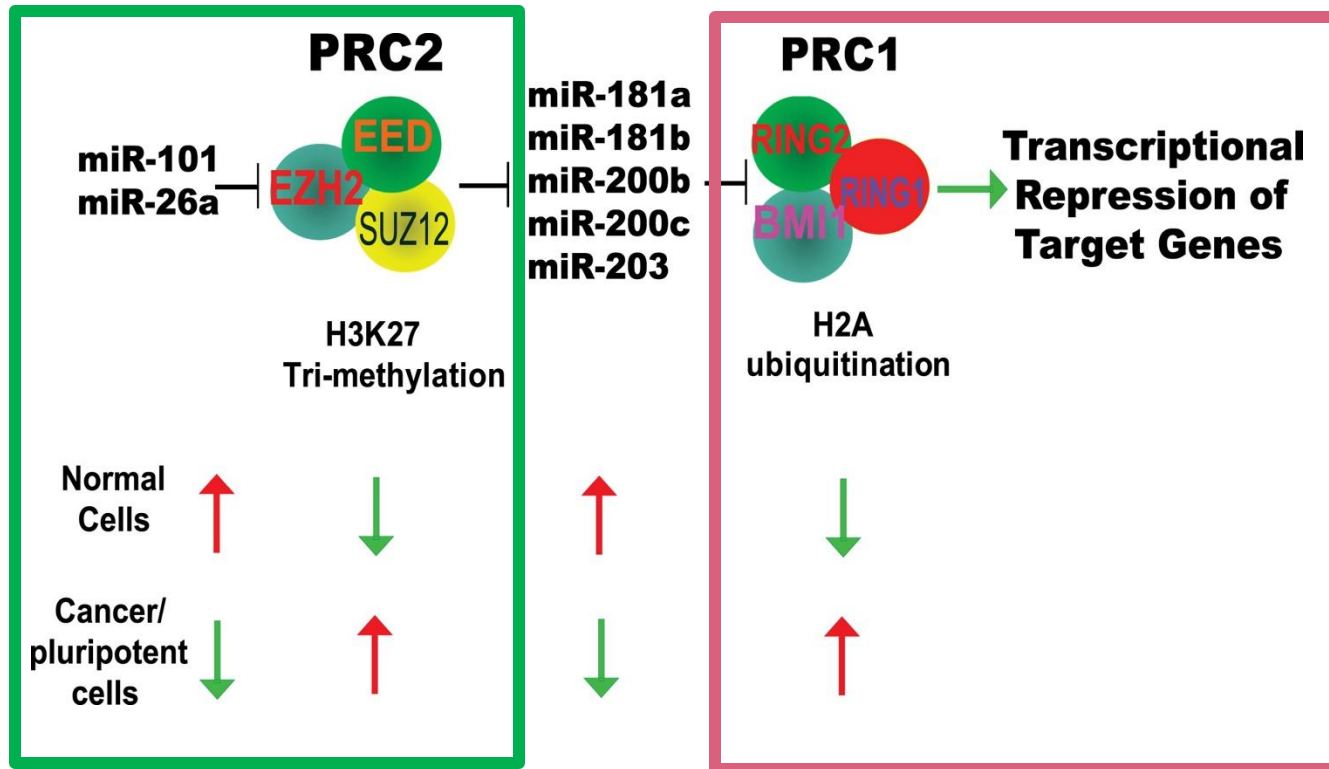 PRC2
miR-101
miR-26a
EED
EZH2
SUZ12
H3K27
Tri-methylation
miR-181a
miR-181b
miR-200b
miR-200c
miR-203
PRC1
RING2
RING1
BMI1
H2A
ubiquitination
Transcriptional
Repression of
Target Genes
Normal
Cells
Cancer/
pluripotent
cells